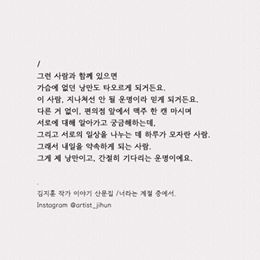 /
그런 사람과 함께 있으면
가슴에 없던 낭만도 타오르게 되거든요.
이 사람, 지나쳐선 안 될 운명이라 믿게 되거든요.
다른 거 없이, 편의점 앞에서 맥주 한 캔 마시며
서로에 대해 알아가고 궁금해하는데,
그리고 서로의 일상을 나누는 데 하루가 모자란 사람.
그래서 내일을 약속하게 되는 사람.
그게 제 낭만이고, 간절히 기다리는 운명이에요.
.
김지훈 작가 이야기 산문집 /너라는 계절 중에서.
Instagram @artist_jihun